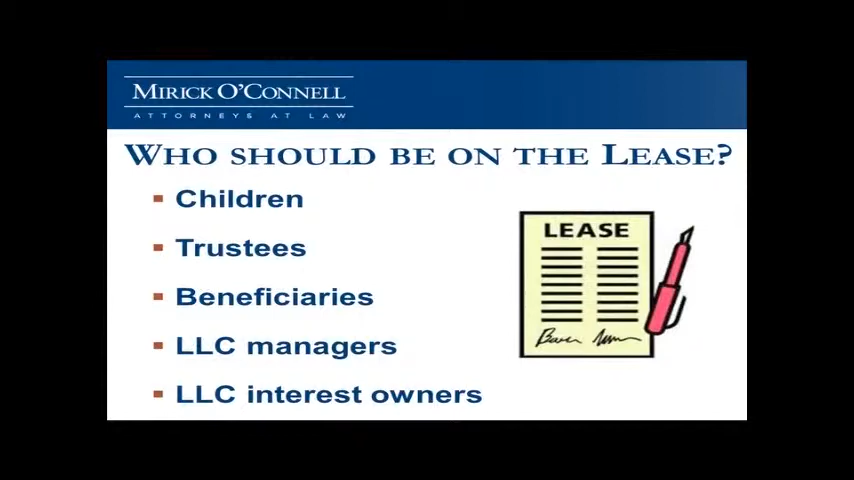 MIRICK O'CONNELL
ATTORNEYS AT LAW
WHO SHOULD BE ON THE LEASE?
Children
Trustees
Beneficiaries
LLC managers
LLC interest owners
LEASE